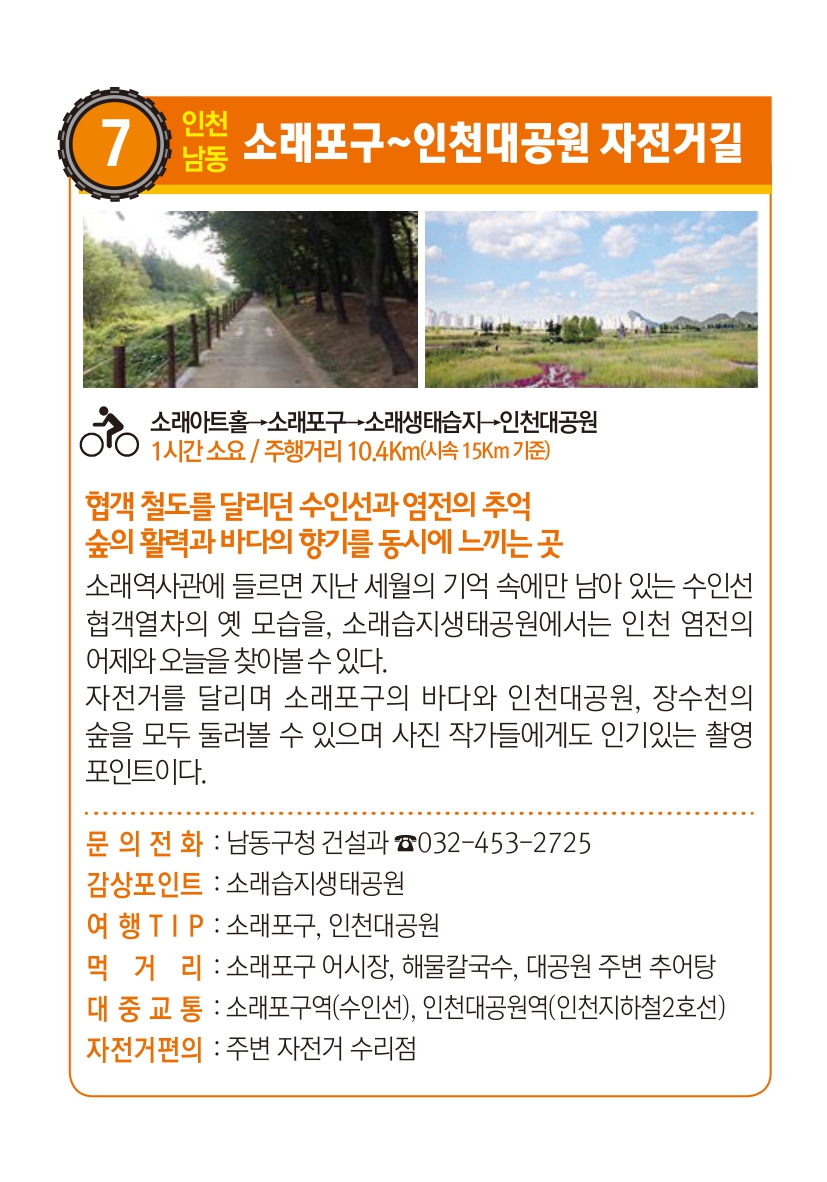 7
인천
남동
소래포구~인천대공원 자전거길
소래아트홀→소래포구→소래생태습지→인천대공원
1시간 소요 / 주행거리 10.4Km(시속 15Km 기준)
협객 철도를 달리던 수인선과 염전의 추억
숲의 활력과 바다의 향기를 동시에 느끼는 곳
소래역사관에 들르면 지난 세월의 기억 속에만 남아 있는 수인선
협객열차의 옛 모습을, 소래습지생태공원에서는 인천 염전의
어제와 오늘을 찾아볼 수 있다.
자전거를 달리며 소래포구의 바다와 인천대공원, 장수천의
숲을 모두 둘러볼 수 있으며 사진 작가들에게도 인기있는 촬영
포인트이다.
문 의 전 화 : 남동구청 건설과 ☎032-453-2725
감상포인트 : 소래습지생태공원
여 행 T I P : 소래포구, 인천대공원
먹 거 리 : 소래포구 어시장, 해물칼국수, 대공원 주변 추어탕
대 중 교 통 : 소래포구역(수인선), 인천대공원역(인천지하철2호선)
자전거편의 : 주변 자전거 수리점